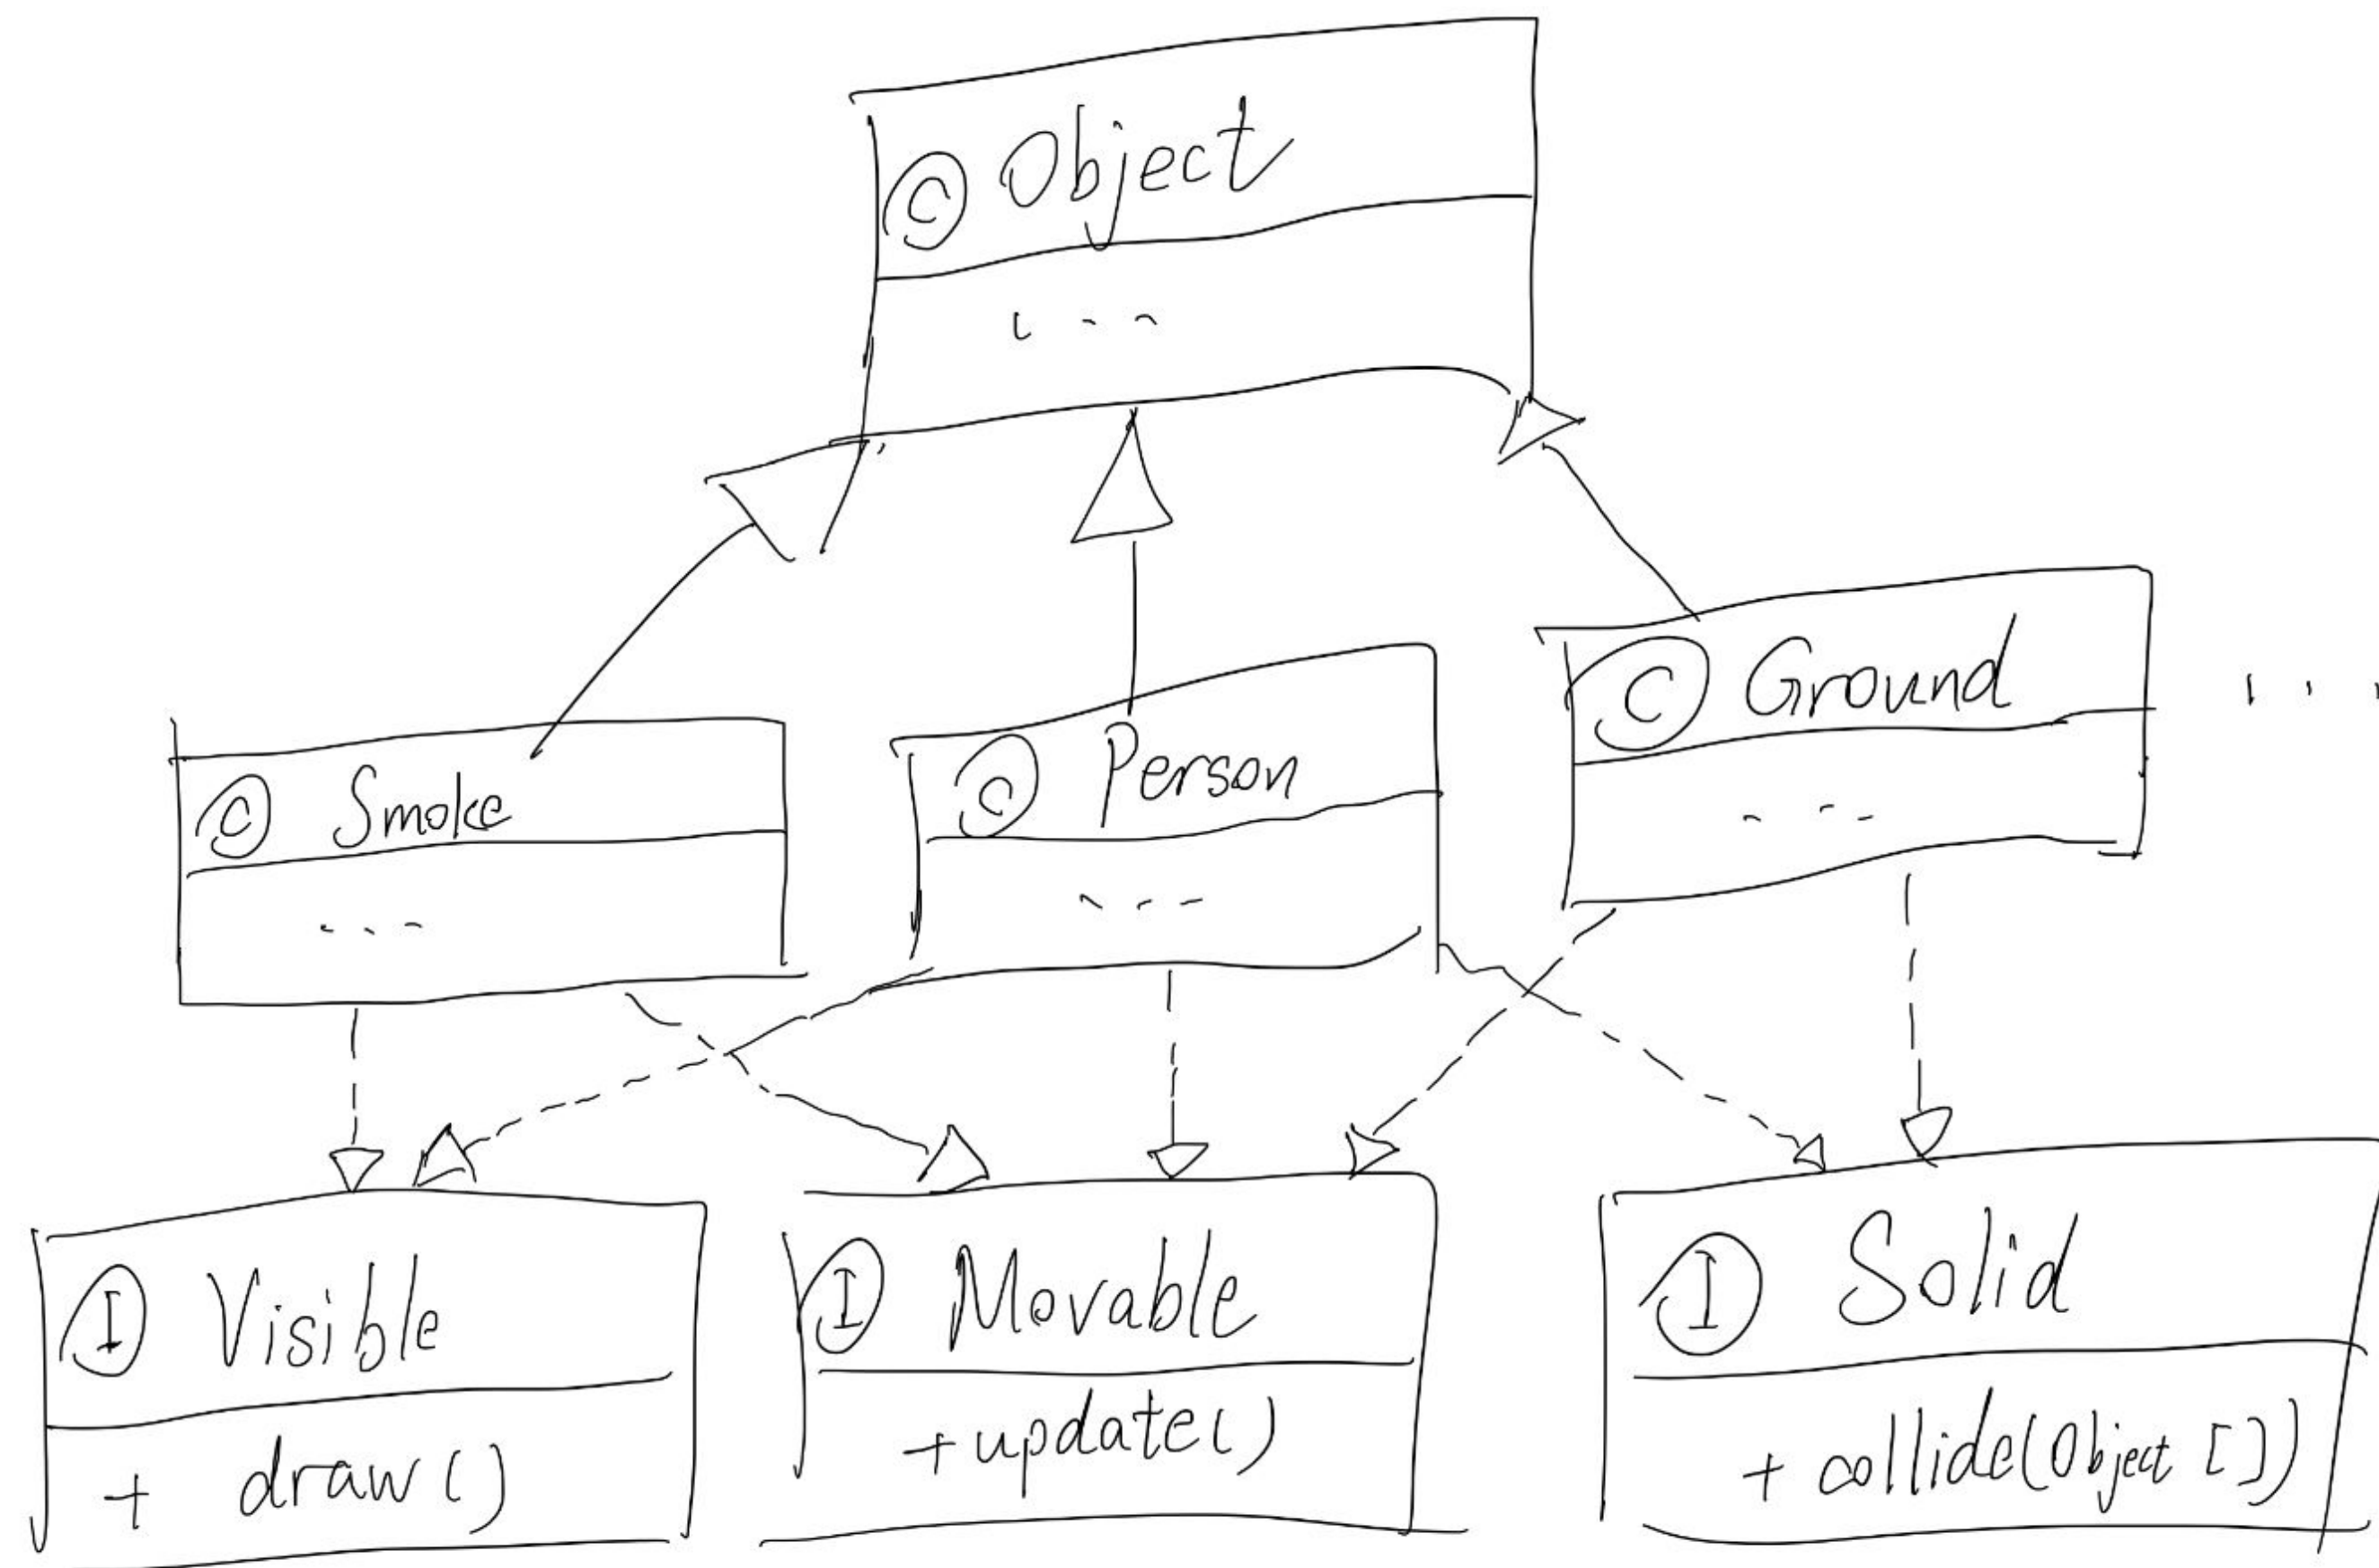 C Object
...
C Smoke
...
C Person
...
C Ground
...
...
I Visible
+ draw()
I Movable
+update()
I Solid
+ collide(Object [])